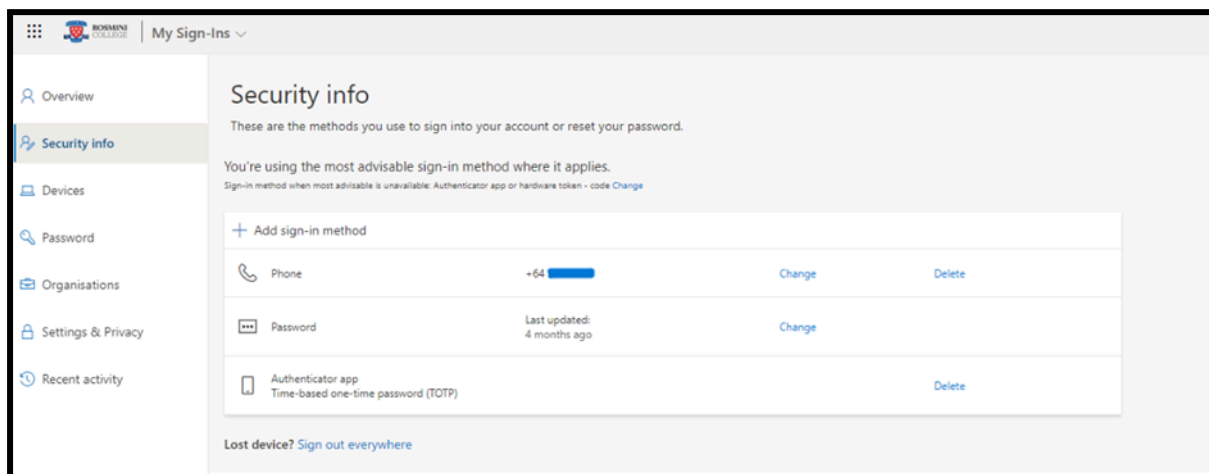 ROSMINI
COLLEGE
My Sign-Ins
Overview
Security info
Devices
Password
Organisations
Settings & Privacy
Recent activity
Security info
These are the methods you use to sign into your account or reset your password.
You're using the most advisable sign-in method where it applies.
Sign-in method when most advisable is unavailable: Authenticator app or hardware token - code Change
+ Add sign-in method
Phone +64 Change Delete
Password Last updated: Change
4 months ago
Authenticator app Delete
Time-based one-time password (TOTP)
Lost device? Sign out everywhere